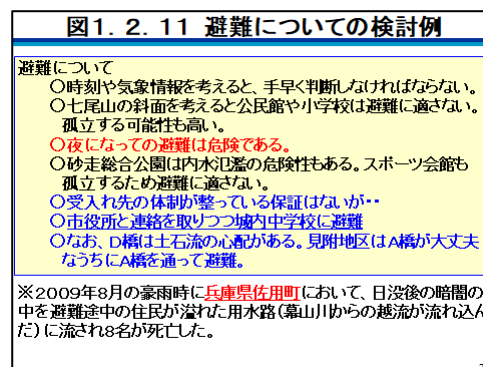 図1.2.11 避難についての検討例
避難について
○時刻や気象情報を考えると、手早く判断しなければならない。
○七尾山の斜面を考えると公民館や小学校は避難に適さない。
孤立する可能性も高い。
○夜になっての避難は危険である。
○砂走総合公園は内水氾濫の危険性もある。スポーツ会館も
孤立するため避難に適さない。
○受入れ先の体制が整っている保証はないが・・
○市役所と連絡を取りつつ城内中学校に避難
○なお、D橋は土石流の心配がある。見附地区はA橋が大丈夫
なうちにA橋を通って避難。
※2009年8月の豪雨時に兵庫県佐用町において、日没後の暗闇の
中を避難途中の住民が溢れた用水路(幕山川からの越流が流れ込ん
だ)に流され8名が死亡した。